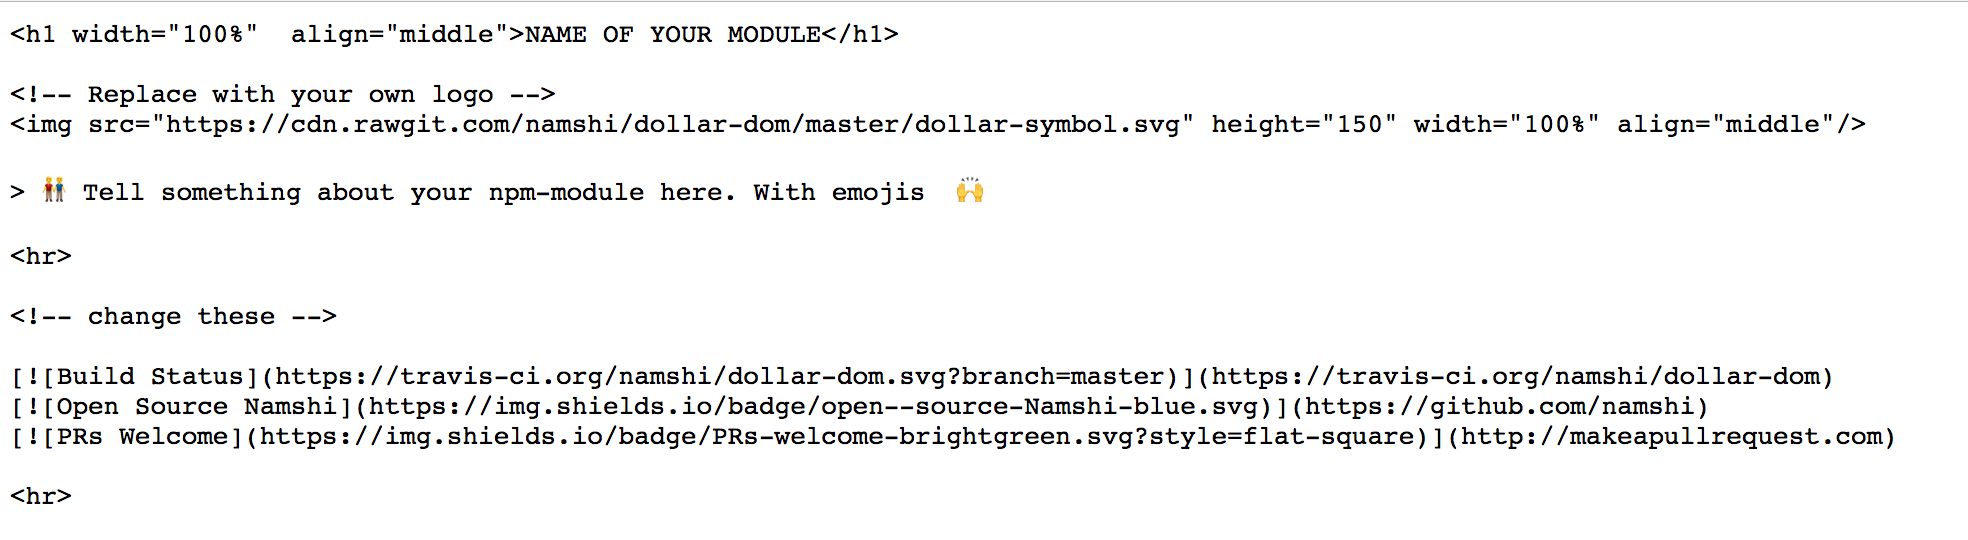 <h1 width="100%"  align="middle">NAME OF YOUR MODULE</h1>
<!-- Replace with your own logo -->
<img src="https://cdn.rawgit.com/namshi/dollar-dom/master/dollar-symbol.svg" height="150" width="100%" align="middle"/>
> 👬 Tell something about your npm-module here. With emojis  🙌
<hr>
<!-- change these -->
[![Build Status](https://travis-ci.org/namshi/dollar-dom.svg?branch=master)](https://travis-ci.org/namshi/dollar-dom)
[![Open Source Namshi](https://img.shields.io/badge/open--source-Namshi-blue.svg)](https://github.com/namshi)
[![PRs Welcome](https://img.shields.io/badge/PRs-welcome-brightgreen.svg?style=flat-square)](http://makeapullrequest.com)
<hr>